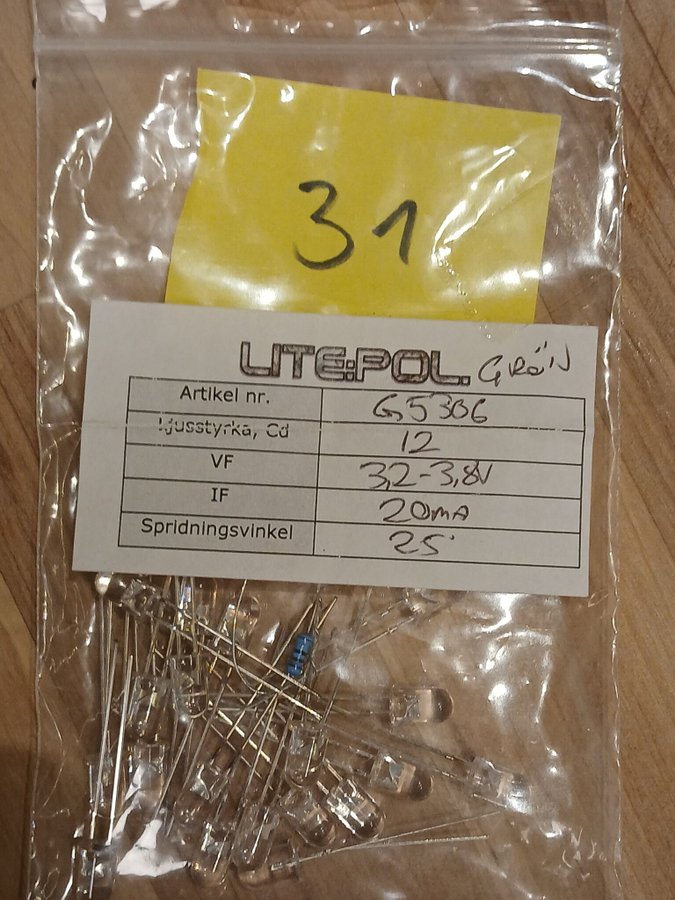 31
LITE:POL. GRÖN
Artikel nr. G5306
Ljusstyrka, Cd 12
VF 3,2-3,8V
IF 20mA
Spridningsvinkel 25°